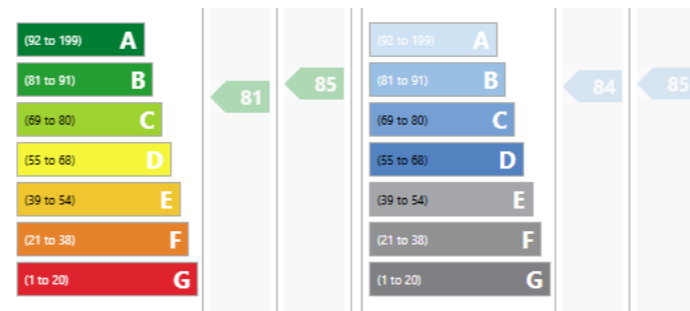 (92 to 199) A
(81 to 91) B
81
85
(69 to 80) C
(55 to 68) D
(39 to 54) E
(21 to 38) F
(1 to 20) G
(92 to 199) A
(81 to 91) B
84
85
(69 to 80) C
(55 to 68) D
(39 to 54) E
(21 to 38) F
(1 to 20) G